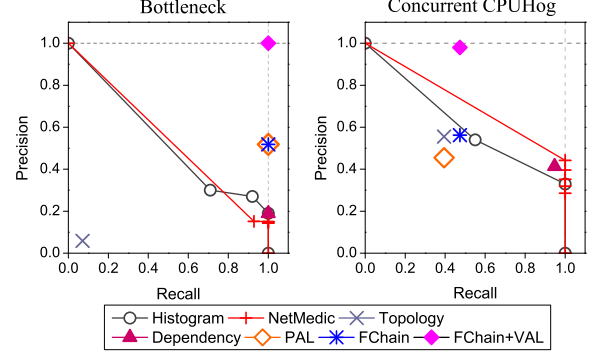 Bottleneck
Concurrent CPUHog
1.0
0.8
0.6
0.4
0.2
0.0
Precision
0.0 0.2 0.4 0.6 0.8 1.0
Recall
1.0
0.8
0.6
0.4
0.2
0.0
Precision
0.0 0.2 0.4 0.6 0.8 1.0
Recall
Histogram NetMedic Topology
Dependency PAL FChain FChain+VAL